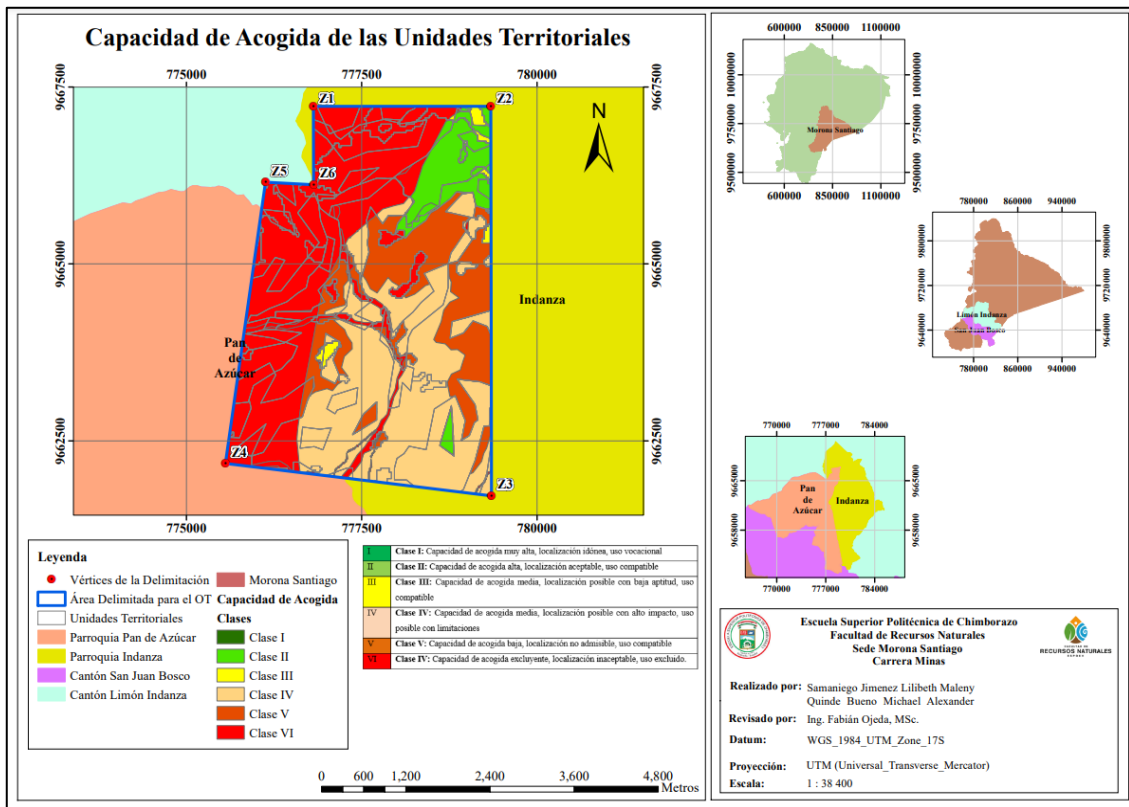 Capacidad de Acogida de las Unidades Territoriales
775000 777500 780000
9667500 9667500
9665000 9665000
9662500 9662500
Z1
Z2
N
Z5
Z6
Indanza
Pan
de
Azúcar
Z4
Z3
775000 777500 780000
Leyenda
Vértices de la Delimitación
Área Delimitada para el OT
Unidades Territoriales
Parroquia Pan de Azúcar
Parroquia Indanza
Cantón San Juan Bosco
Cantón Limón Indanza
Morona Santiago
Capacidad de Acogida
Clases
Clase I
Clase II
Clase III
Clase IV
Clase V
Clase VI
I Clase I: Capacidad de acogida muy alta, localización idónea, uso vocacional
II Clase II: Capacidad de acogida alta, localización aceptable, uso compatible
III Clase III: Capacidad de acogida media, localización posible con baja aptitud, uso
compatible
IV Clase IV: Capacidad de acogida media, localización posible con alto impacto, uso
posible con limitaciones
V Clase V: Capacidad de acogida baja, localización no admisible, uso compatible
VI Clase IV: Capacidad de acogida excluyente, localización inaceptable, uso excluido.
0 600 1,200 2,400 3,600 4,800
Metros
600000 850000 1100000
10000000 10000000
9750000 9750000
9500000 9500000
Morona Santiago
600000 850000 1100000
780000 860000 940000
9800000 9800000
9720000 9720000
9640000 9640000
Limón Indanza
San Juan Bosco
780000 860000 940000
770000 777000 784000
9665000 9665000
9658000 9658000
Pan
de
Azúcar
Indanza
770000 777000 784000
Escuela Superior Politécnica de Chimborazo
Facultad de Recursos Naturales
Sede Morona Santiago
Carrera Minas
RECURSOS NATURALES
Realizado por: Samaniego Jimenez Lilibeth Maleny
Quinde Bueno Michael Alexander
Revisado por: Ing. Fabián Ojeda, MSc.
Datum: WGS_1984_UTM_Zone_17S
Proyección: UTM (Universal_Transverse_Mercator)
Escala: 1 : 38 400